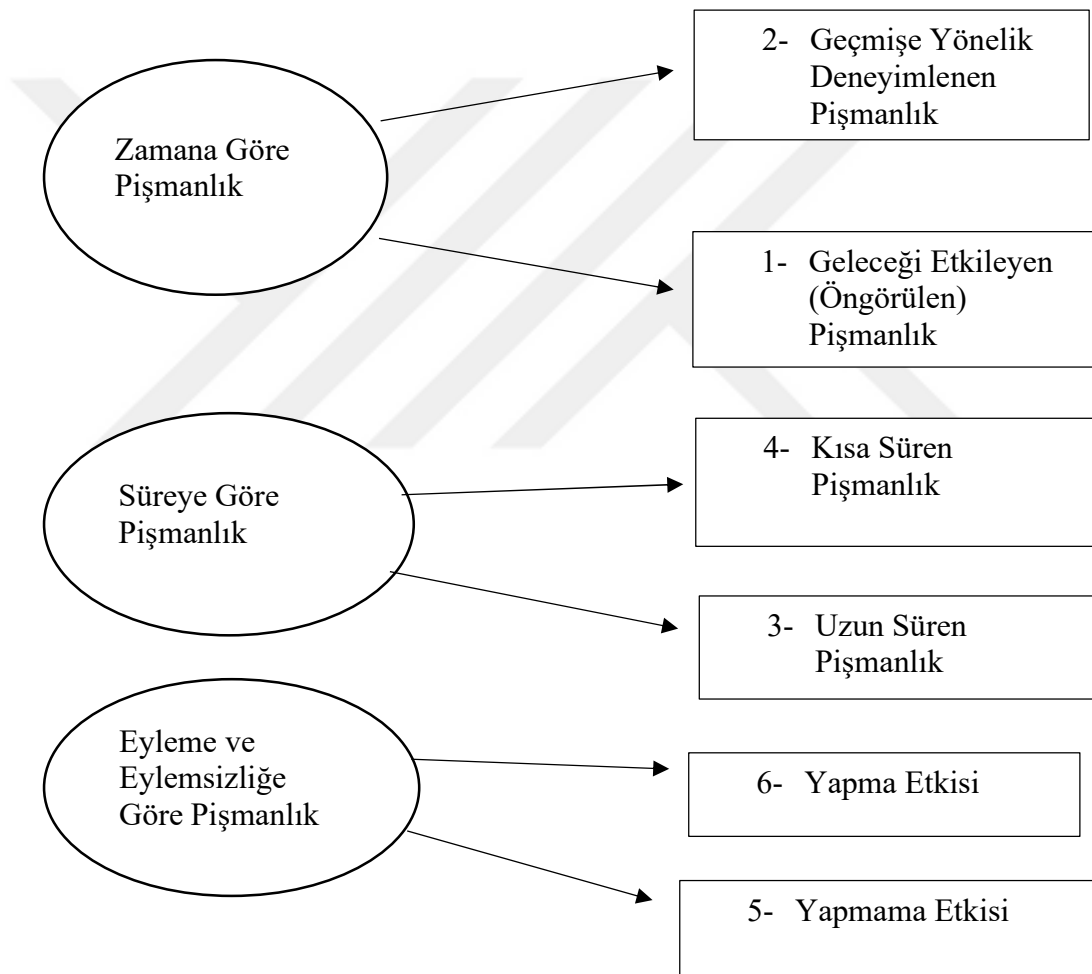 Zamana Göre
Pişmanlık
2- Geçmişe Yönelik
Deneyimlenen
Pişmanlık
1- Geleceği Etkileyen
(Öngörülen)
Pişmanlık
Süreye Göre
Pişmanlık
4- Kısa Süren
Pişmanlık
3- Uzun Süren
Pişmanlık
Eyleme ve
Eylemsizliğe
Göre Pişmanlık
6- Yapma Etkisi
5- Yapmama Etkisi